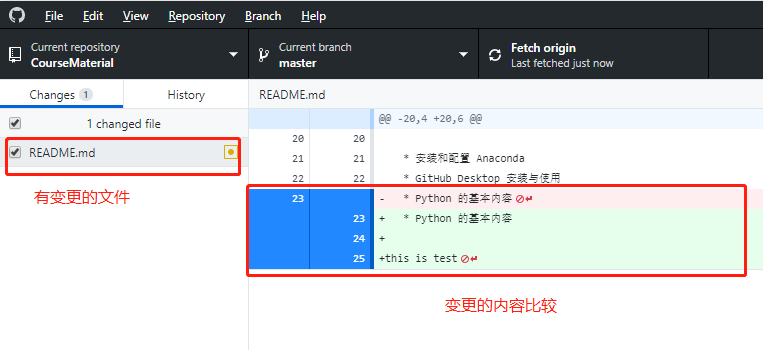 File Edit View Repository Branch Help
Current repository
CourseMaterial
Current branch
master
Fetch origin
Last fetched just now
Changes 1
History
1 changed file
README.md
有变更的文件
README.md
@@ -20,4 +20,6 @@
20 20
21 21 * 安装和配置 Anaconda
22 22 * GitHub Desktop 安装与使用
23 - * Python 的基本内容
23 + * Python 的基本内容
24 +
25 +this is test
变更的内容比较